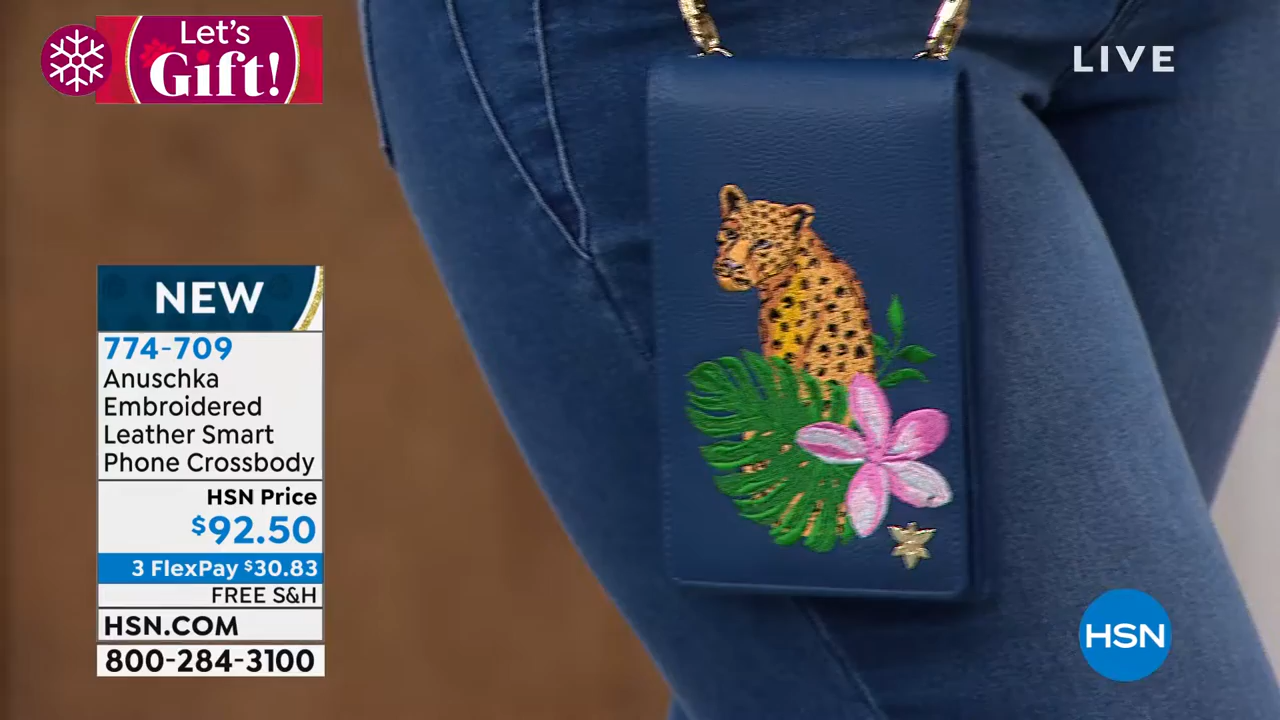 Let's
Gift!
LIVE
NEW
774-709
Anuschka
Embroidered
Leather Smart
Phone Crossbody
HSN Price
$92.50
3 FlexPay $30.83
FREE S&H
HSN.COM
800-284-3100
HSN